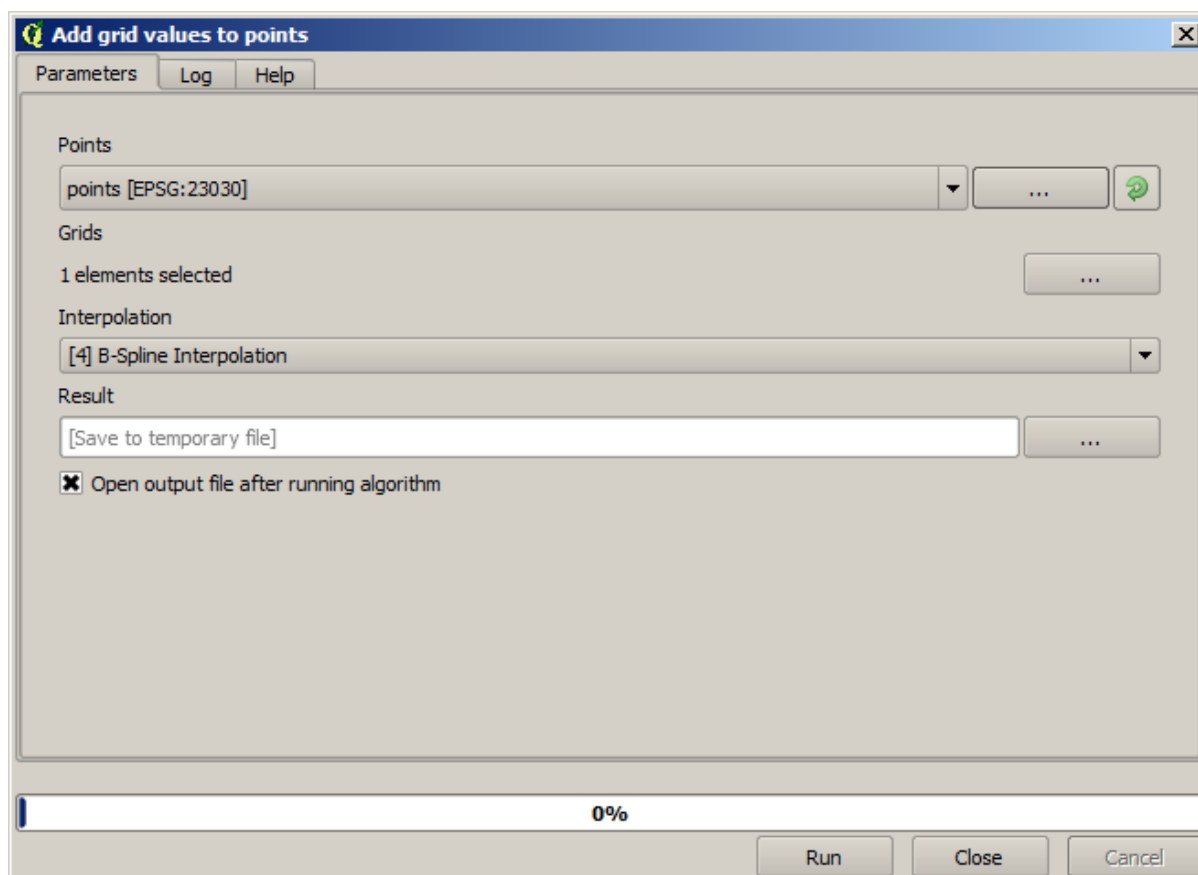 Add grid values to points
Parameters Log Help
Points
points [EPSG:23030] ...
Grids
1 elements selected ...
Interpolation
[4] B-Spline Interpolation
Result
[Save to temporary file] ...
Open output file after running algorithm
0%
Run Close Cancel